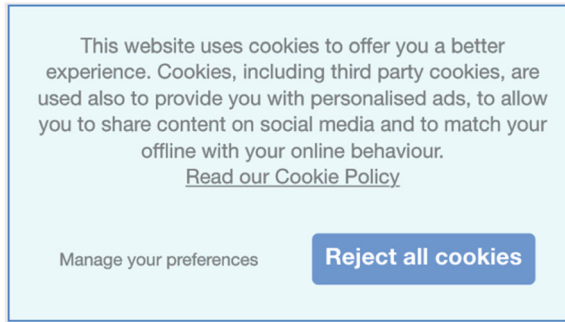 This website uses cookies to offer you a better
experience. Cookies, including third party cookies, are
used also to provide you with personalised ads, to allow
you to share content on social media and to match your
offline with your online behaviour.
Read our Cookie Policy
Manage your preferences
Reject all cookies